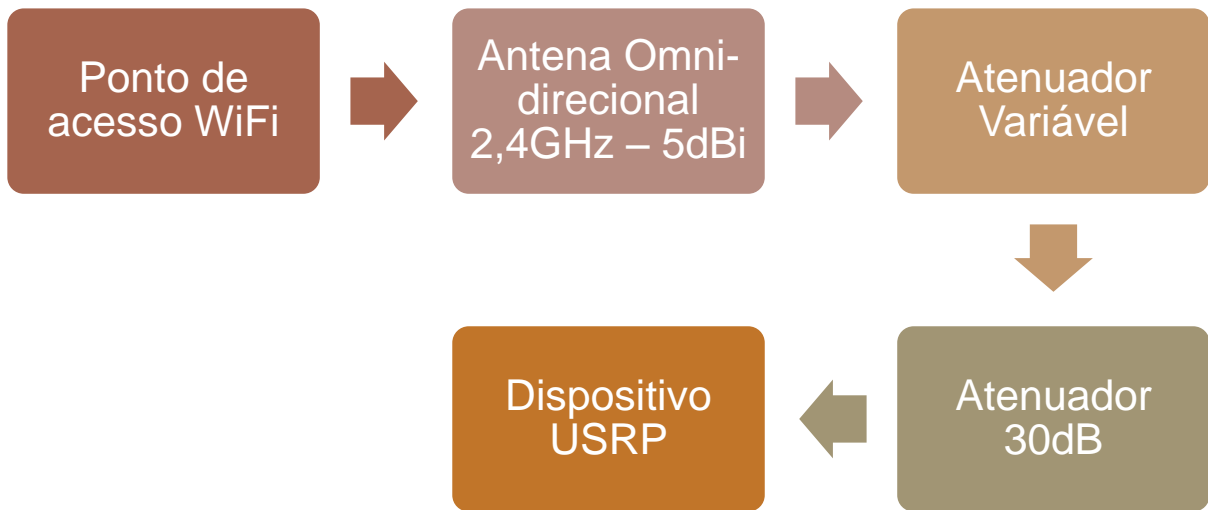 Ponto de
acesso WiFi
Antena Omni-
direcional
2,4GHz – 5dBi
Atenuador
Variável
Atenuador
30dB
Dispositivo
USRP